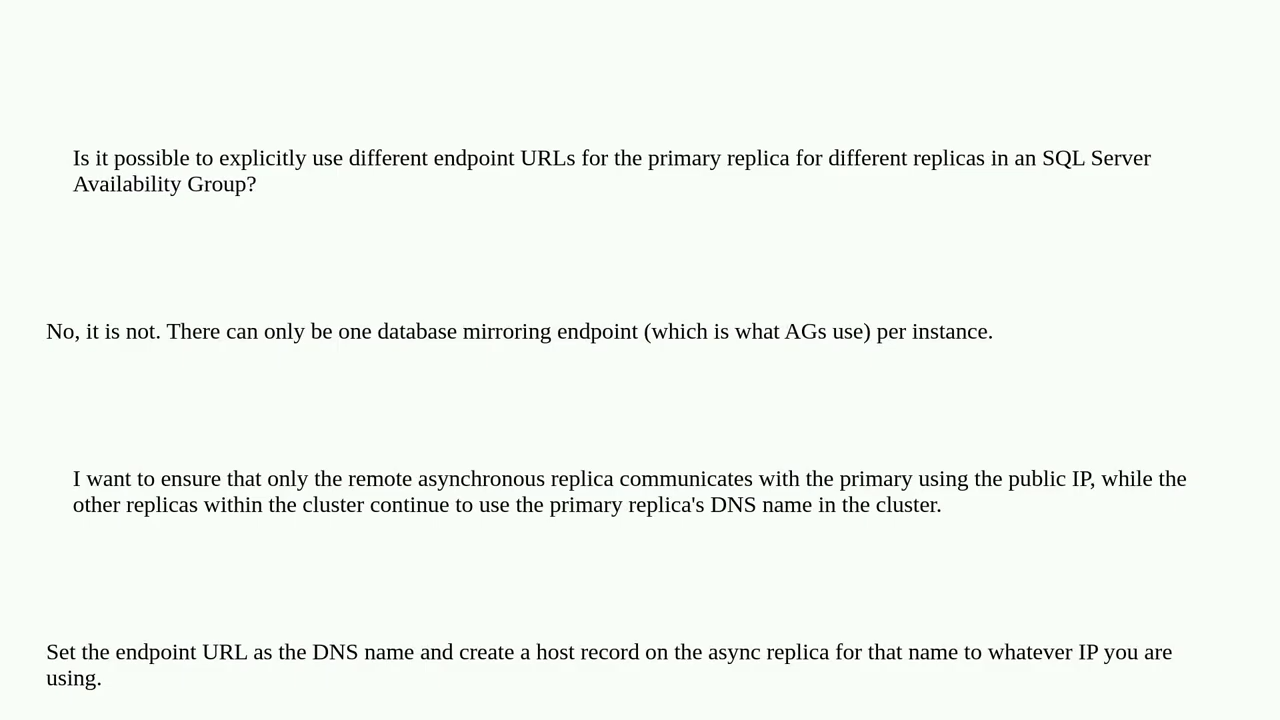 Is it possible to explicitly use different endpoint URLs for the primary replica for different replicas in an SQL Server
Availability Group?
No, it is not. There can only be one database mirroring endpoint (which is what AGs use) per instance.
I want to ensure that only the remote asynchronous replica communicates with the primary using the public IP, while the
other replicas within the cluster continue to use the primary replica's DNS name in the cluster.
Set the endpoint URL as the DNS name and create a host record on the async replica for that name to whatever IP you are
using.